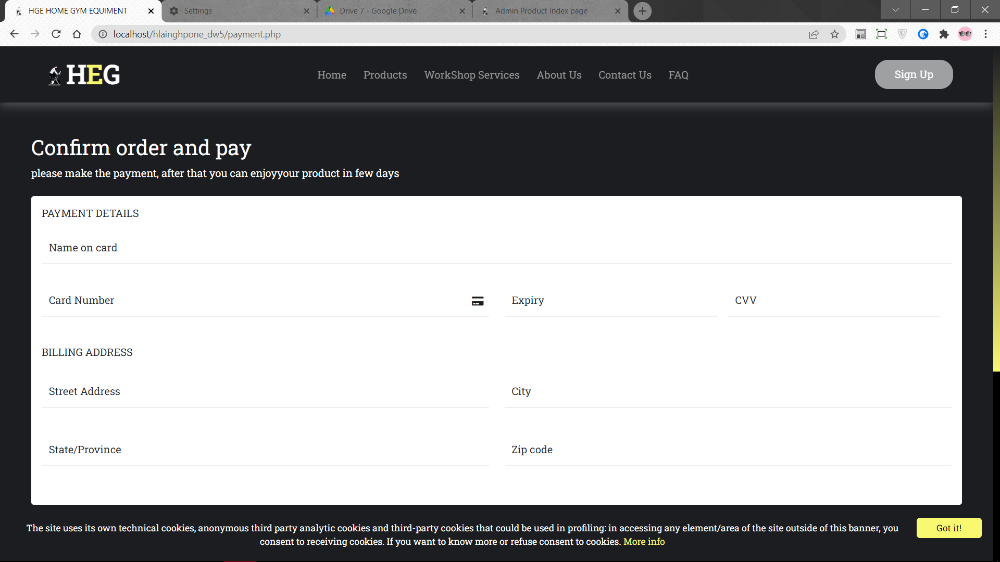 HGE HOME GYM EQUIMENT
Settings
Drive 7 - Google Drive
Admin Product Index page
localhost/hlainghpone_dw5/payment.php
HEG
Home
Products
WorkShop Services
About Us
Contact Us
FAQ
Sign Up
Confirm order and pay
please make the payment, after that you can enjoyyour product in few days
PAYMENT DETAILS
Name on card
Card Number
Expiry
CVV
BILLING ADDRESS
Street Address
City
State/Province
Zip code
The site uses its own technical cookies, anonymous third party analytic cookies and third-party cookies that could be used in profiling: in accessing any element/area of the site outside of this banner, you
consent to receiving cookies. If you want to know more or refuse consent to cookies. More info
Got it!